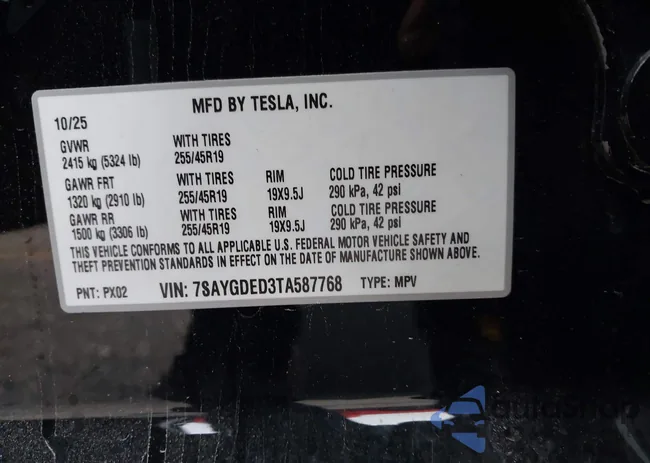 MFD BY TESLA, INC.
10/25
GVWR WITH TIRES
2415 kg (5324 lb) 255/45R19
GAWR FRT WITH TIRES RIM COLD TIRE PRESSURE
1320 kg (2910 lb) 255/45R19 19X9.5J 290 kPa, 42 psi
GAWR RR WITH TIRES RIM COLD TIRE PRESSURE
1500 kg (3306 lb) 255/45R19 19X9.5J 290 kPa, 42 psi
THIS VEHICLE CONFORMS TO ALL APPLICABLE U.S. FEDERAL MOTOR VEHICLE SAFETY AND
THEFT PREVENTION STANDARDS IN EFFECT ON THE DATE OF MANUFACTURE SHOWN ABOVE.
PNT: PX02 VIN: 7SAYGDED3TA587768 TYPE: MPV
AutoShop